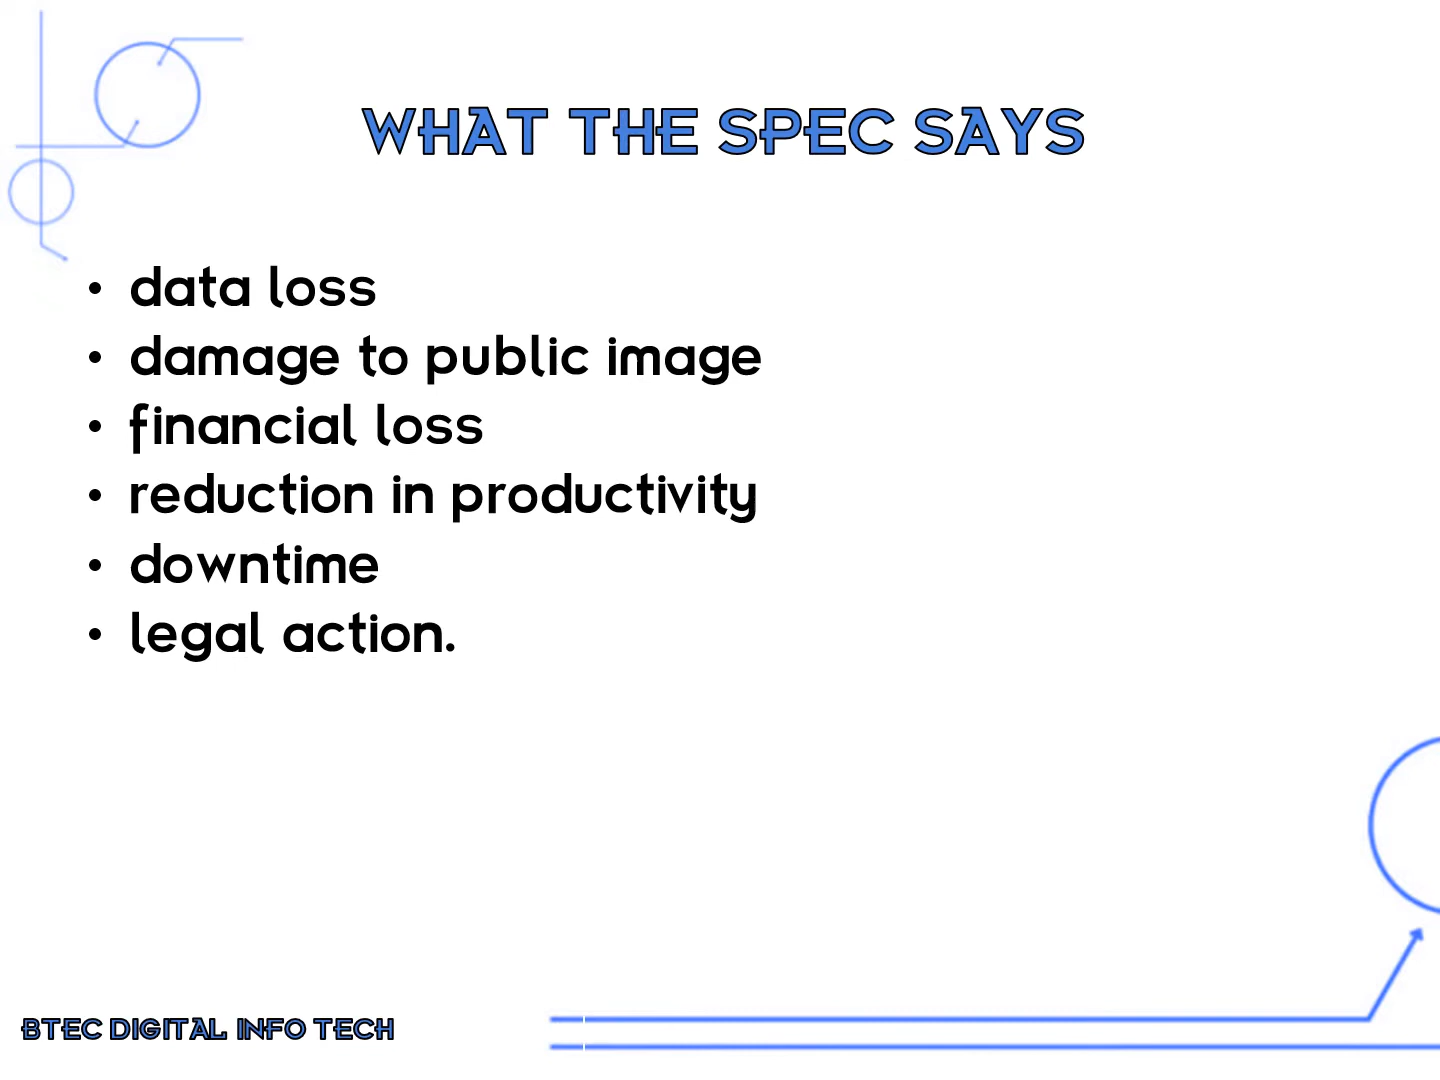 WHAT THE SPEC SAYS
• data loss
• damage to public image
• financial loss
• reduction in productivity
• downtime
• legal action.
BTEC DIGITAL INFO TECH